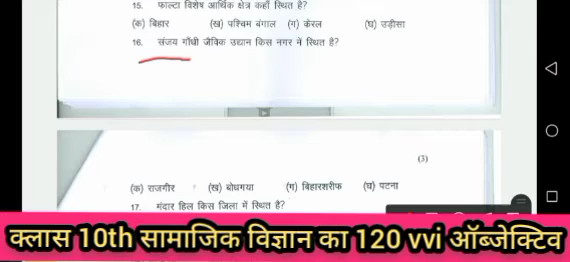 15. फाल्टा विशेष आर्थिक क्षेत्र कहाँ स्थित है?
(क) बिहार (ख) पश्चिम बंगाल (ग) केरल (घ) उड़ीसा
16. संजय गाँधी जैविक उद्यान किस नगर में स्थित है?
(3)
(क) राजगीर (ख) बोधगया (ग) बिहारशरीफ (घ) पटना
17. मंदार हिल किस जिला में स्थित है?
क्लास 10th सामाजिक विज्ञान का 120 vvi ऑब्जेक्टिव